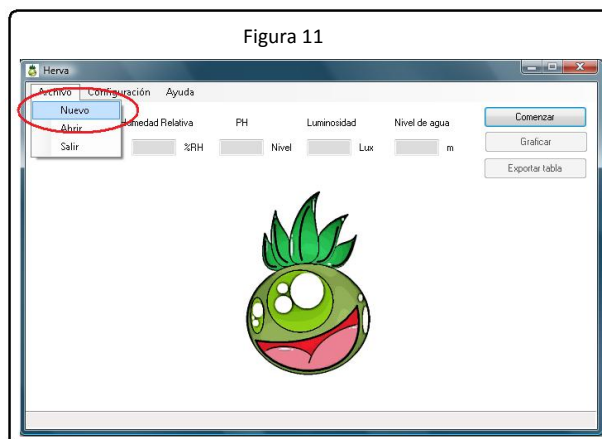 Figura 11
Herva
Archivo Configuración Ayuda
Nuevo
Abrir
Salir
Humedad Relativa PH Luminosidad Nivel de agua
%RH Nivel Lux m
Comenzar
Graficar
Exportar tabla